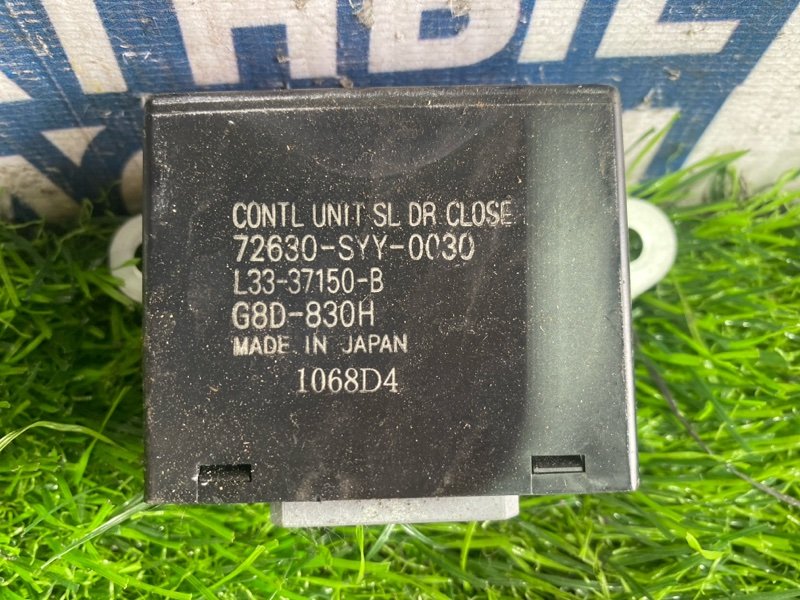 CONTL UNIT SL DR CLOSE
72630-SYY-0030
L33-37150-B
G8D-830H
MADE IN JAPAN
1068D4